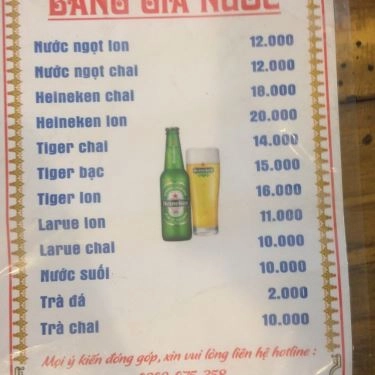 BẢNG GIÁ NƯỚC
Nước ngọt lon 12.000
Nước ngọt chai 12.000
Heineken chai 18.000
Heineken lon 20.000
Tiger chai 14.000
Tiger bạc 15.000
Tiger lon 16.000
Larue lon 11.000
Larue chai 10.000
Nước suối 10.000
Trà đá 2.000
Trà chai 10.000
Heineken
Mọi ý kiến đóng góp, xin vui lòng liên hệ hotline :